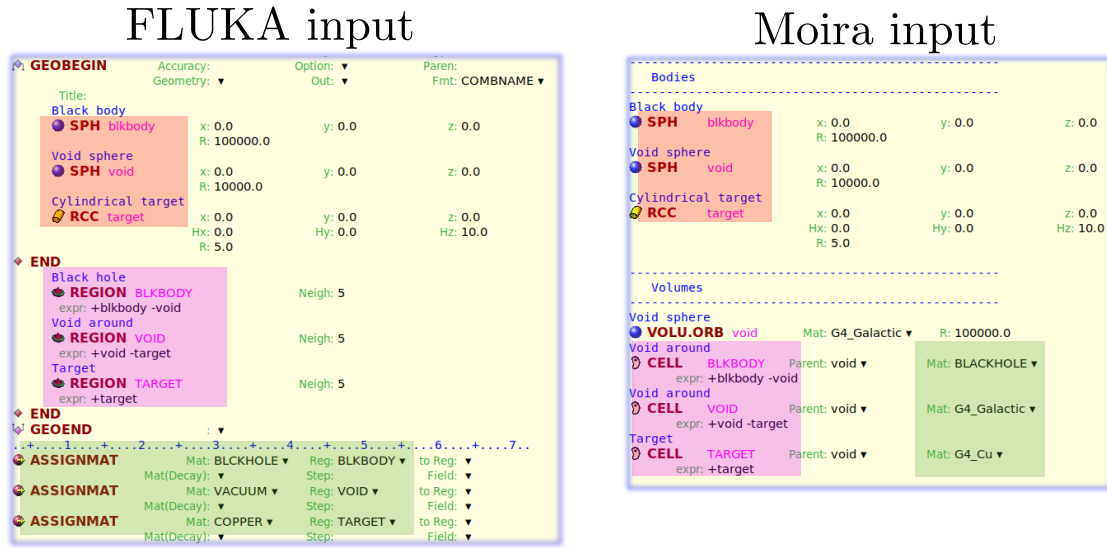 FLUKA input
GEOBEGIN Accuracy: Option: ▼ Paren:
Geometry: ▼ Out: ▼ Fmt: COMBNAME ▼
Title:
Black body
SPH blkbody x: 0.0 y: 0.0 z: 0.0
R: 100000.0
Void sphere
SPH void x: 0.0 y: 0.0 z: 0.0
R: 10000.0
Cylindrical target
RCC target x: 0.0 y: 0.0 z: 0.0
Hx: 0.0 Hy: 0.0 Hz: 10.0
R: 5.0
END
Black hole
REGION BLKBODY Neigh: 5
expr: +blkbody -void
Void around
REGION VOID Neigh: 5
expr: +void -target
Target
REGION TARGET Neigh: 5
expr: +target
END
GEOEND : ▼
..+....1....+....2....+....3....+....4....+....5....+....6....+....7..
ASSIGNMAT Mat: BLCKHOLE ▼ Reg: BLKBODY ▼ to Reg: ▼
Mat(Decay): ▼ Step: Field: ▼
ASSIGNMAT Mat: VACUUM ▼ Reg: VOID ▼ to Reg: ▼
Mat(Decay): ▼ Step: Field: ▼
ASSIGNMAT Mat: COPPER ▼ Reg: TARGET ▼ to Reg: ▼
Mat(Decay): ▼ Step: Field: ▼
Moira input
-------------------------------------------------
Bodies
-------------------------------------------------
Black body
SPH blkbody x: 0.0 y: 0.0 z: 0.0
R: 100000.0
Void sphere
SPH void x: 0.0 y: 0.0 z: 0.0
R: 10000.0
Cylindrical target
RCC target x: 0.0 y: 0.0 z: 0.0
Hx: 0.0 Hy: 0.0 Hz: 10.0
R: 5.0
-------------------------------------------------
Volumes
-------------------------------------------------
Void sphere
VOLU.ORB void Mat: G4_Galactic ▼ R: 100000.0
Void around
CELL BLKBODY Parent: void ▼ Mat: BLACKHOLE ▼
expr: +blkbody -void
Void around
CELL VOID Parent: void ▼ Mat: G4_Galactic ▼
expr: +void -target
Target
CELL TARGET Parent: void ▼ Mat: G4_Cu ▼
expr: +target